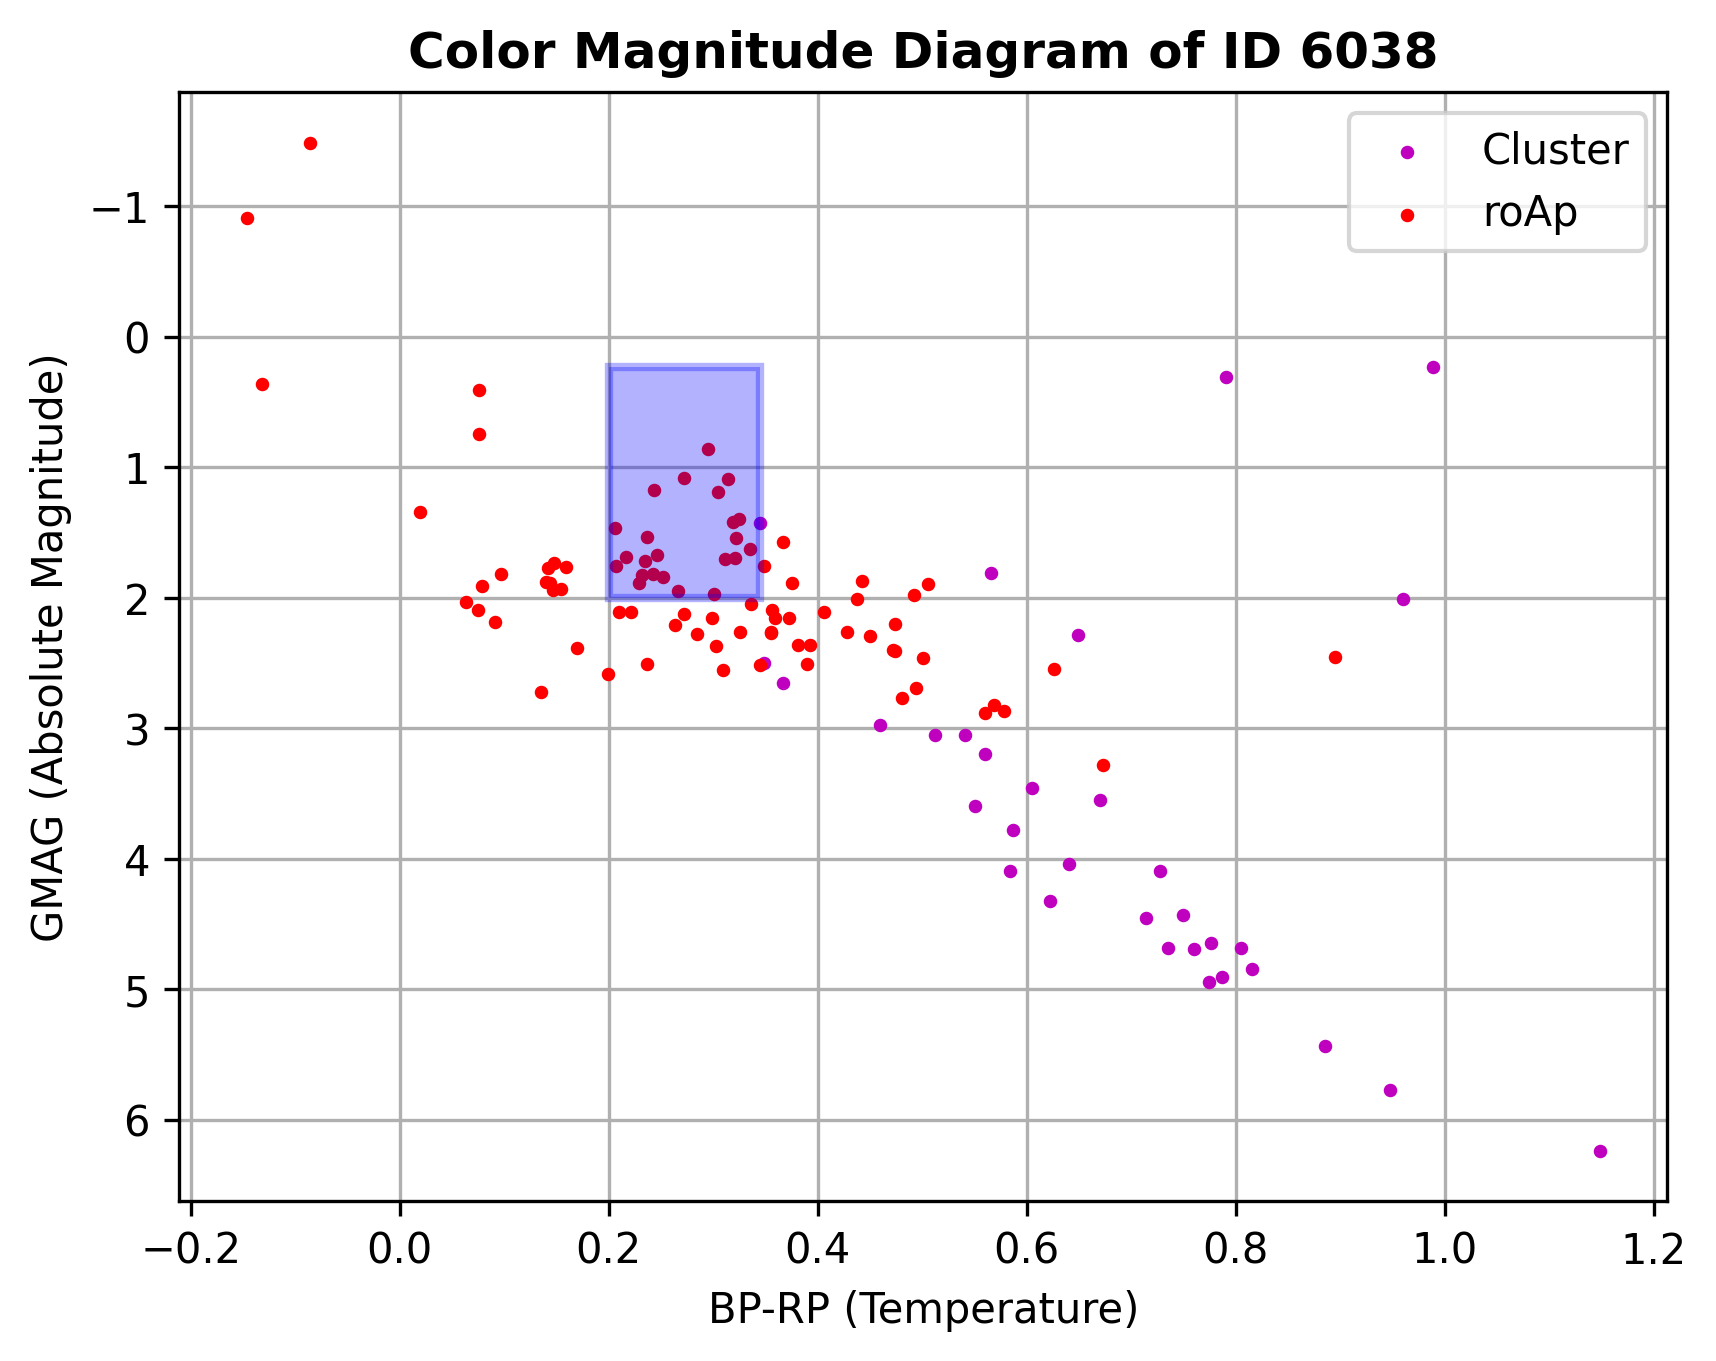 Color Magnitude Diagram of ID 6038
Cluster
roAp
GMAG (Absolute Magnitude)
−1
0
1
2
3
4
5
6
−0.2 0.0 0.2 0.4 0.6 0.8 1.0 1.2
BP-RP (Temperature)